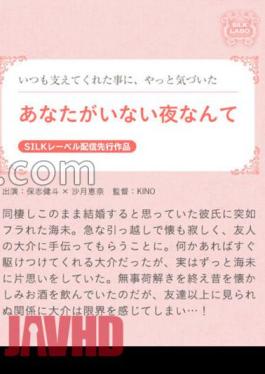 SILK LABO
いつも支えてくれた事に、やっと気づいた
あなたがいない夜なんて
SILKレーベル配信先行作品
.com
出演：保志健斗 × 沙月恵奈　監督：KINO
同棲しこのまま結婚すると思っていた彼氏に突如
フラれた海未。急な引っ越しで懐も寂しく、友人
の大介に手伝ってもらうことに。何かあればすぐ
駆けつけてくれる大介だったが、実はずっと海未
に片思いをしていた。無事荷解きを終え昔を懐か
しみお酒を飲んでいたのだが、友達以上に見られ
ぬ関係に大介は限界を感じてしまい…！
JAVHD